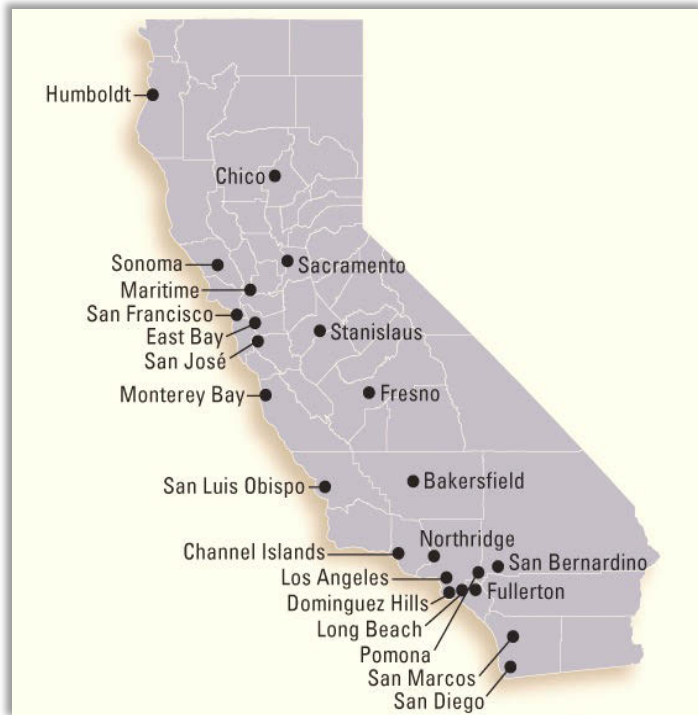 Humboldt
Chico
Sonoma
Sacramento
Maritime
San Francisco
East Bay
Stanislaus
San José
Monterey Bay
Fresno
San Luis Obispo
Bakersfield
Northridge
Channel Islands
San Bernardino
Los Angeles
Fullerton
Dominguez Hills
Long Beach
Pomona
San Marcos
San Diego